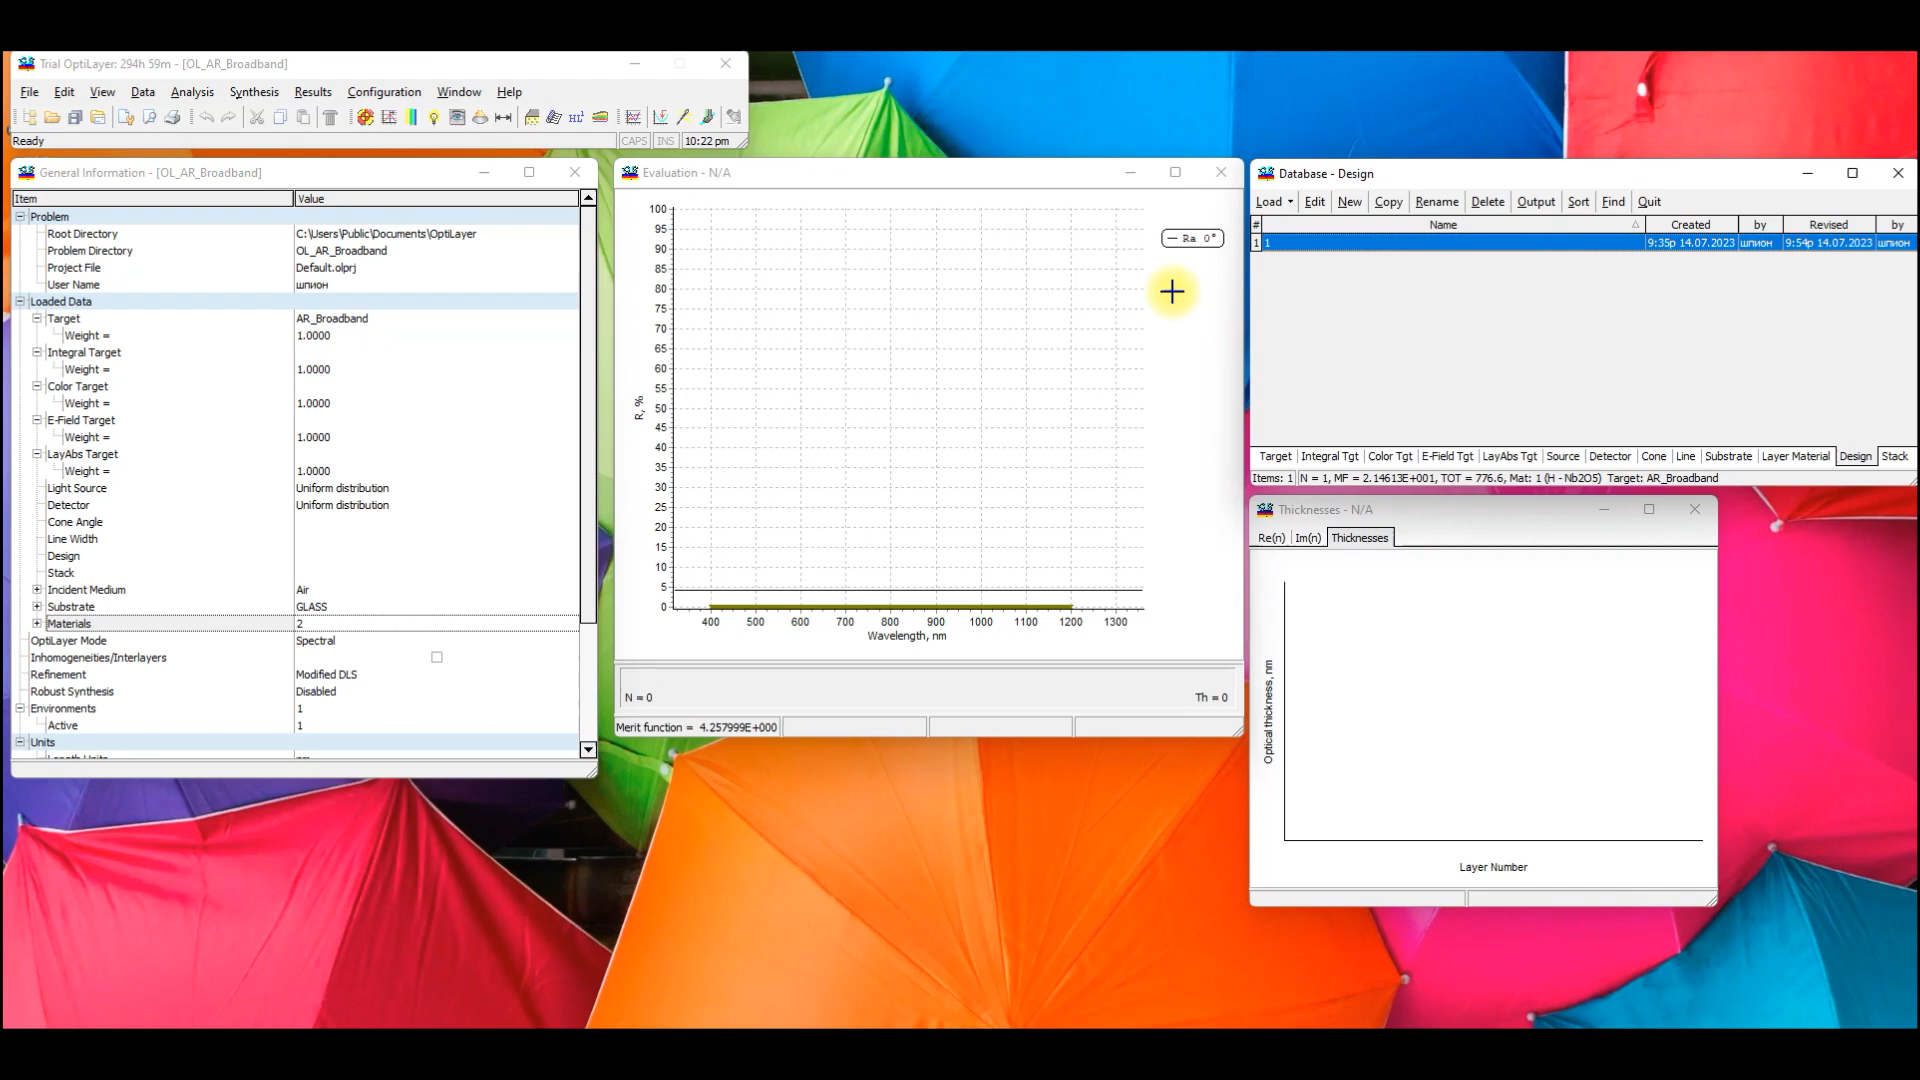 Trial OptiLayer: 294h 59m - [OL_AR_Broadband]
File Edit View Data Analysis Synthesis Results Configuration Window Help
Ready CAPS INS 10:22 pm
General Information - [OL_AR_Broadband]
Item Value
Problem
Root Directory C:\Users\Public\Documents\OptiLayer
Problem Directory OL_AR_Broadband
Project File Default.olprj
User Name шпион
Loaded Data
Target AR_Broadband
Weight = 1.0000
Integral Target
Weight = 1.0000
Color Target
Weight = 1.0000
E-Field Target
Weight = 1.0000
LayAbs Target
Weight = 1.0000
Light Source Uniform distribution
Detector Uniform distribution
Cone Angle
Line Width
Design
Stack
Incident Medium Air
Substrate GLASS
Materials 2
OptiLayer Mode Spectral
Inhomogeneities/Interlayers
Refinement Modified DLS
Robust Synthesis Disabled
Environments 1
Active 1
Units
Evaluation - N/A
100
95
90
85
80
75
70
65
60
55
50
45
40
35
30
25
20
15
10
5
0
R, %
Ra 0°
400 500 600 700 800 900 1000 1100 1200 1300
Wavelength, nm
N = 0 Th = 0
Merit function = 4.257999E+000
Database - Design
Load Edit New Copy Rename Delete Output Sort Find Quit
# Name Created by Revised by
1 1 9:35p 14.07.2023 шпион 9:54p 14.07.2023 шпион
Target Integral Tgt Color Tgt E-Field Tgt LayAbs Tgt Source Detector Cone Line Substrate Layer Material Design Stack
Items: 1 N = 1, MF = 2.14613E+001, TOT = 776.6, Mat: 1 (H - Nb2O5) Target: AR_Broadband
Thicknesses - N/A
Re(n) Im(n) Thicknesses
Optical thickness, nm
Layer Number